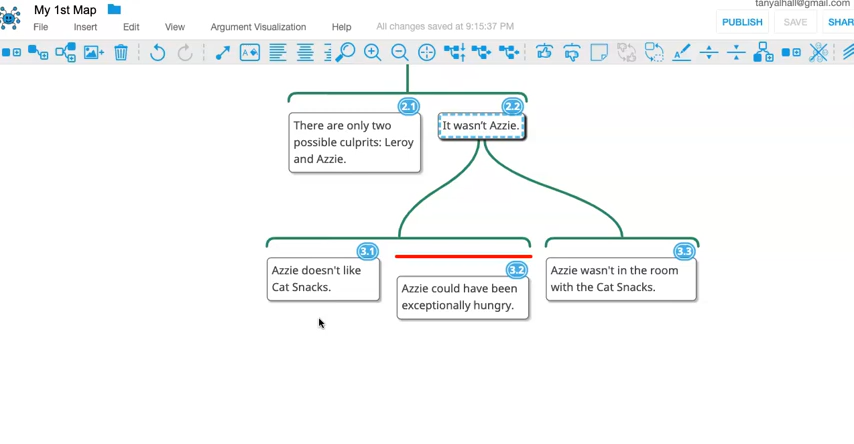 tanyalhall@gmail.com
My 1st Map
File Insert Edit View Argument Visualization Help All changes saved at 9:15:37 PM
PUBLISH SAVE SHAR
A
2.1 2.2
There are only two
possible culprits: Leroy
and Azzie.
It wasn't Azzie.
3.1 3.2 3.3
Azzie doesn't like
Cat Snacks.
Azzie could have been
exceptionally hungry.
Azzie wasn't in the room
with the Cat Snacks.